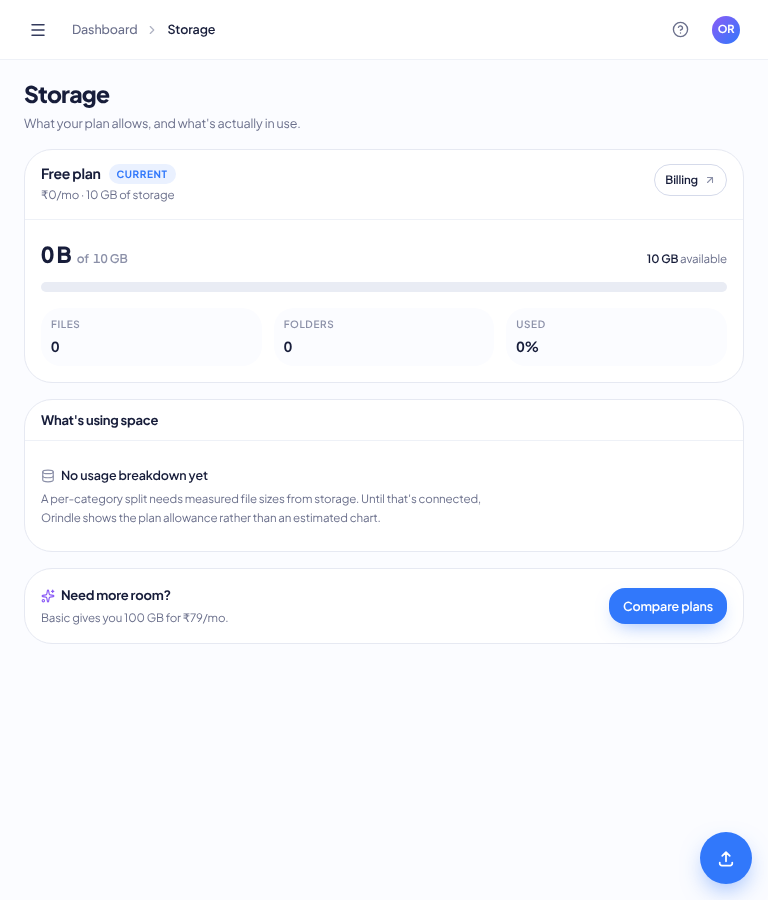 Dashboard > Storage
OR
Storage
What your plan allows, and what's actually in use.
Free plan CURRENT
₹0/mo · 10 GB of storage
Billing
0 B of 10 GB
10 GB available
FILES
0
FOLDERS
0
USED
0%
What's using space
No usage breakdown yet
A per-category split needs measured file sizes from storage. Until that's connected,
Orindle shows the plan allowance rather than an estimated chart.
Need more room?
Basic gives you 100 GB for ₹79/mo.
Compare plans